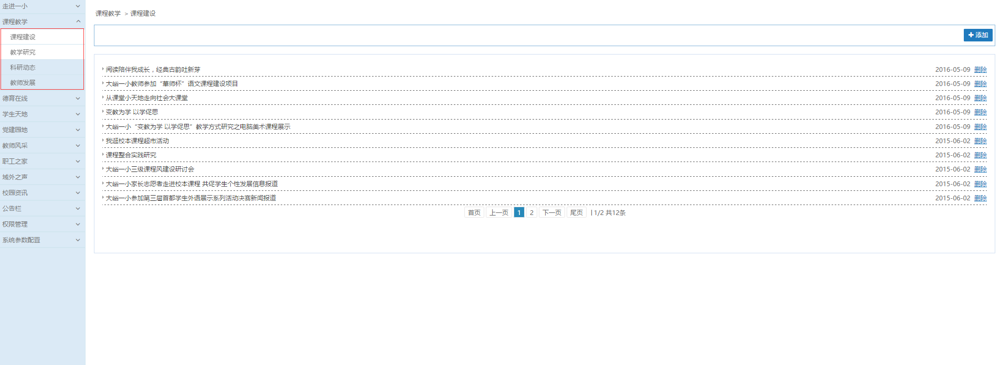 走进一小
课程教学
课程建设
教学研究
科研动态
教师发展
德育在线
学生天地
党建园地
教师风采
职工之家
域外之声
校园资讯
公告栏
权限管理
系统参数配置
课程教学 > 课程建设
添加
阅读陪伴我成长，经典古韵吐新芽 2016-05-09 删除
大峪一小教师参加“華师杯”语文课程建设项目 2016-05-09 删除
从课堂小天地走向社会大课堂 2016-05-09 删除
变教为学 以学促思 2016-05-09 删除
大峪一小“变教为学 以学促思”教学方式研究之电脑美术课程展示 2016-05-09 删除
我逛校本课程超市活动 2015-06-02 删除
课程整合实践研究 2015-06-02 删除
大峪一小三级课程风建设研讨会 2015-06-02 删除
大峪一小家长志愿者走进校本课程 共促学生个性发展信息报道 2015-06-02 删除
大峪一小参加第三届首都学生外语展示系列活动决赛新闻报道 2015-06-02 删除
首页 上一页 1 2 下一页 尾页 | 1/2 共12条